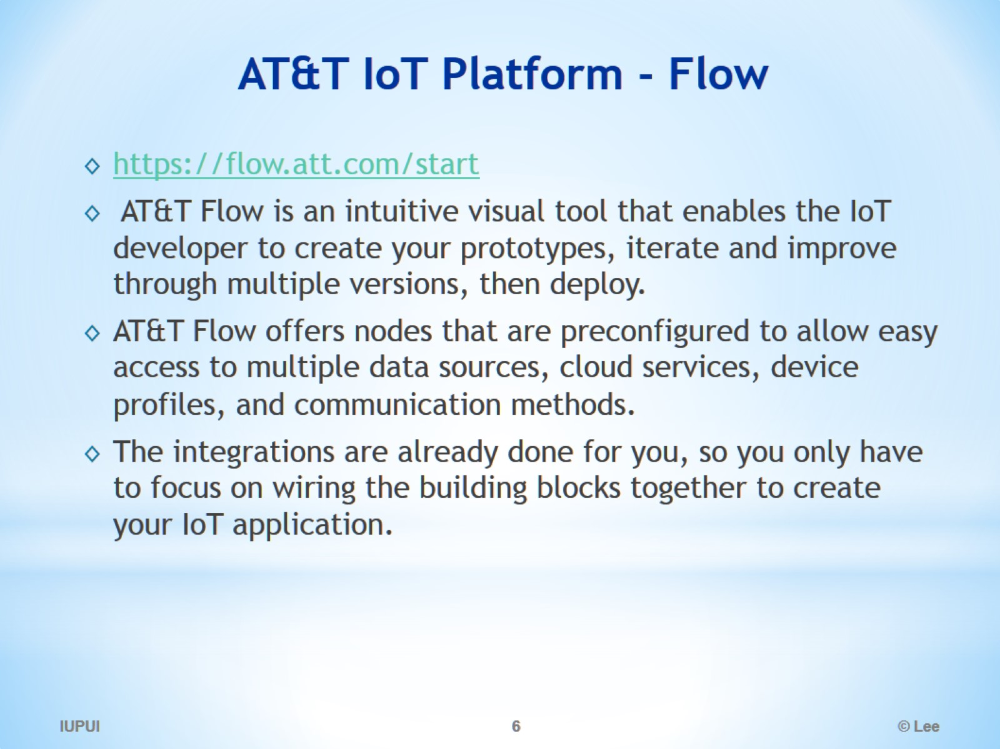 AT&T IoT Platform - Flow
◇ https://flow.att.com/start
◇ AT&T Flow is an intuitive visual tool that enables the IoT
developer to create your prototypes, iterate and improve
through multiple versions, then deploy.
◇ AT&T Flow offers nodes that are preconfigured to allow easy
access to multiple data sources, cloud services, device
profiles, and communication methods.
◇ The integrations are already done for you, so you only have
to focus on wiring the building blocks together to create
your IoT application.
IUPUI
6
© Lee